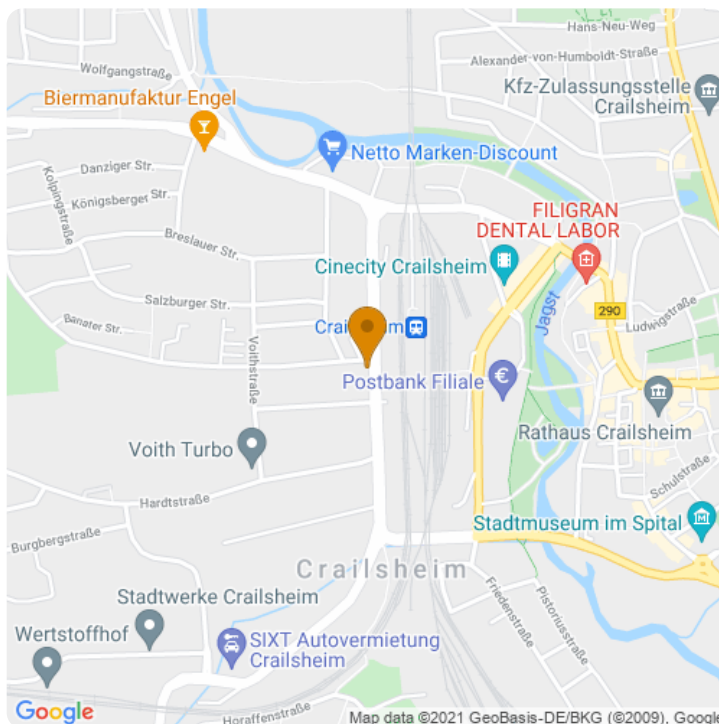 Hans-Neu-Weg
Wolfgangstraße
Alexander-von-Humboldt-Straße
Kfz-Zulassungsstelle
Crailsheim
Biermanufaktur Engel
Netto Marken-Discount
Danziger Str.
Kolpingstraße
Königsberger Str.
FILIGRAN
DENTAL LABOR
Breslauer Str.
Cinecity Crailsheim
Salzburger Str.
Jagst
290
Banater Str.
Ludwigstraße
Voithstraße
Postbank Filiale
€
Rathaus Crailsheim
Voith Turbo
Schulstraße
Hardtstraße
Stadtmuseum im Spital
Burgbergstraße
Crailsheim
Stadtwerke Crailsheim
Friedenstraße
Pistoriusstraße
Wertstoffhof
SIXT Autovermietung
Crailsheim
Google
Horaffenstraße
Map data ©2021 GeoBasis-DE/BKG (©2009), Google